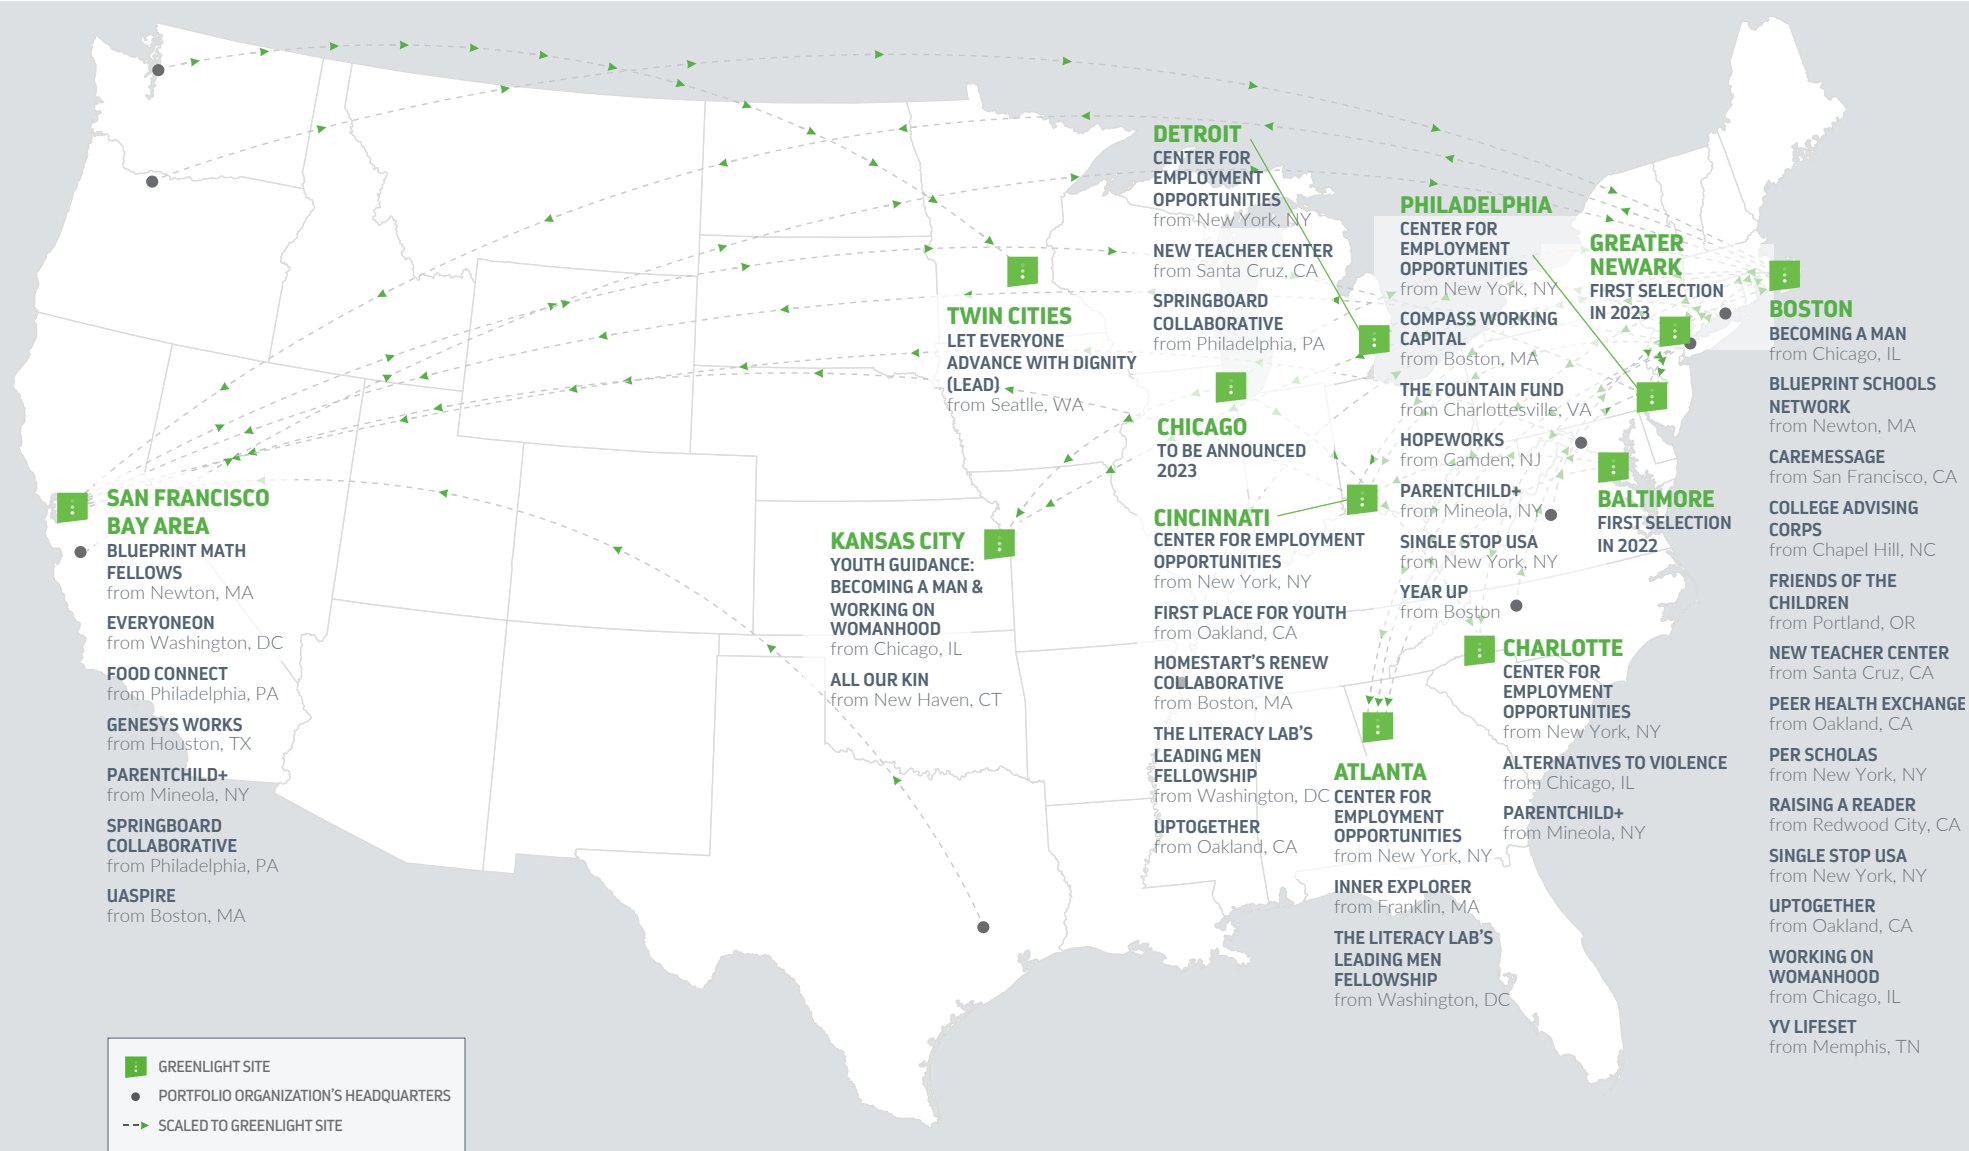 DETROIT
CENTER FOR
EMPLOYMENT
OPPORTUNITIES
from New York, NY
NEW TEACHER CENTER
from Santa Cruz, CA
SPRINGBOARD
COLLABORATIVE
from Philadelphia, PA
PHILADELPHIA
CENTER FOR
EMPLOYMENT
OPPORTUNITIES
from New York, NY
COMPASS WORKING
CAPITAL
from Boston, MA
THE FOUNTAIN FUND
from Charlottesville, VA
HOPEWORKS
from Camden, NJ
PARENTCHILD+
from Mineola, NY
SINGLE STOP USA
from New York, NY
YEAR UP
from Boston
GREATER
NEWARK
FIRST SELECTION
IN 2023
BOSTON
BECOMING A MAN
from Chicago, IL
BLUEPRINT SCHOOLS
NETWORK
from Newton, MA
CAREMESSAGE
from San Francisco, CA
COLLEGE ADVISING
CORPS
from Chapel Hill, NC
FRIENDS OF THE
CHILDREN
from Portland, OR
NEW TEACHER CENTER
from Santa Cruz, CA
PEER HEALTH EXCHANGE
from Oakland, CA
PER SCHOLAS
from New York, NY
RAISING A READER
from Redwood City, CA
SINGLE STOP USA
from New York, NY
UPTOGETHER
from Oakland, CA
WORKING ON
WOMANHOOD
from Chicago, IL
YV LIFESET
from Memphis, TN
TWIN CITIES
LET EVERYONE
ADVANCE WITH DIGNITY
(LEAD)
from Seatlle, WA
CHICAGO
TO BE ANNOUNCED
2023
BALTIMORE
FIRST SELECTION
IN 2022
SAN FRANCISCO
BAY AREA
BLUEPRINT MATH
FELLOWS
from Newton, MA
EVERYONEON
from Washington, DC
FOOD CONNECT
from Philadelphia, PA
GENESYS WORKS
from Houston, TX
PARENTCHILD+
from Mineola, NY
SPRINGBOARD
COLLABORATIVE
from Philadelphia, PA
UASPIRE
from Boston, MA
KANSAS CITY
YOUTH GUIDANCE:
BECOMING A MAN &
WORKING ON
WOMANHOOD
from Chicago, IL
ALL OUR KIN
from New Haven, CT
CINCINNATI
CENTER FOR EMPLOYMENT
OPPORTUNITIES
from New York, NY
FIRST PLACE FOR YOUTH
from Oakland, CA
HOMESTART'S RENEW
COLLABORATIVE
from Boston, MA
THE LITERACY LAB'S
LEADING MEN
FELLOWSHIP
from Washington, DC
UPTOGETHER
from Oakland, CA
CHARLOTTE
CENTER FOR
EMPLOYMENT
OPPORTUNITIES
from New York, NY
ALTERNATIVES TO VIOLENCE
from Chicago, IL
PARENTCHILD+
from Mineola, NY
ATLANTA
CENTER FOR
EMPLOYMENT
OPPORTUNITIES
from New York, NY
INNER EXPLORER
from Franklin, MA
THE LITERACY LAB'S
LEADING MEN
FELLOWSHIP
from Washington, DC
GREENLIGHT SITE
PORTFOLIO ORGANIZATION'S HEADQUARTERS
SCALED TO GREENLIGHT SITE